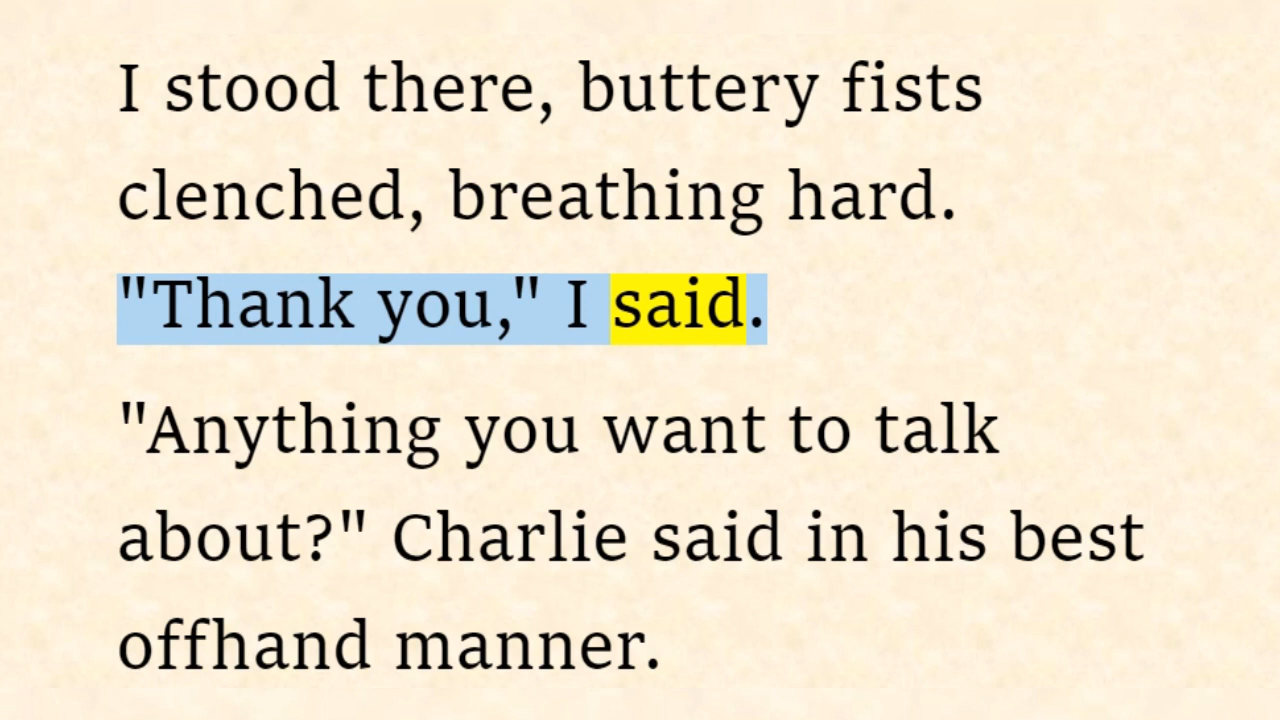 I stood there, buttery fists
clenched, breathing hard.
"Thank you," I said.
"Anything you want to talk
about?" Charlie said in his best
offhand manner.